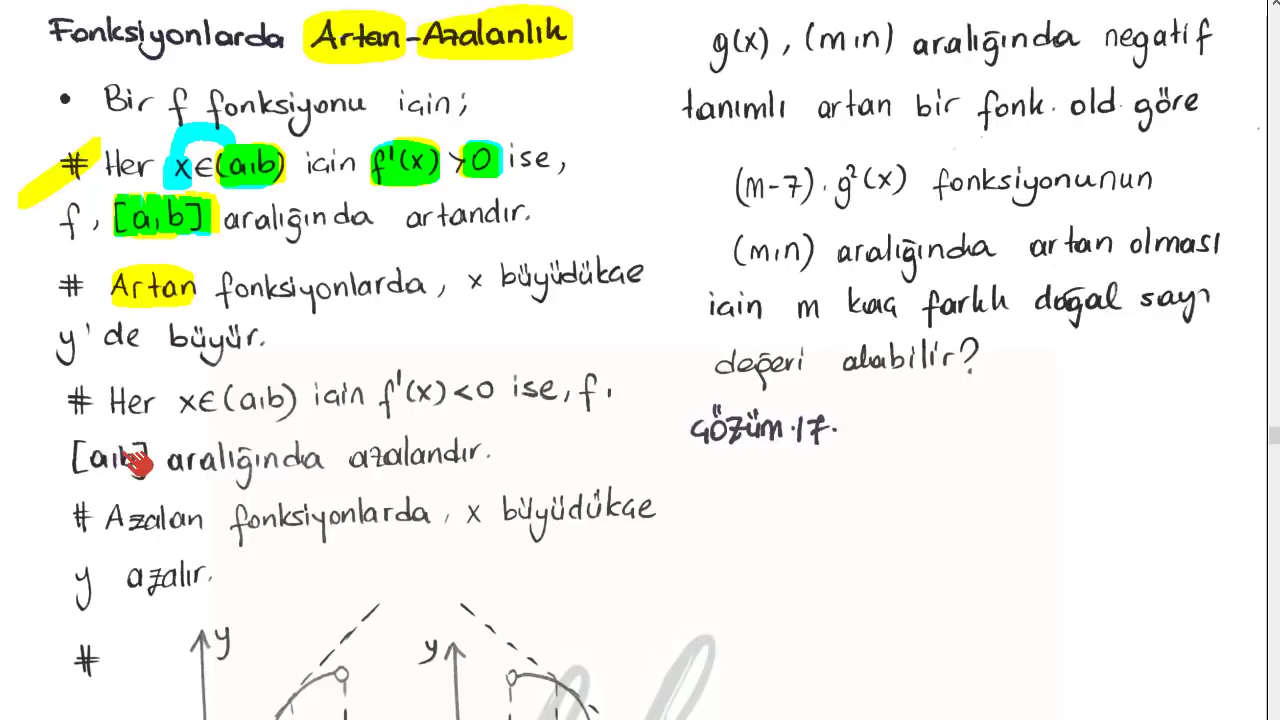 Fonksiyonlarda Artan-Azalanlık
• Bir f fonksiyonu için;
# Her x∈(a,b) için f'(x)>0 ise,
f, [a,b] aralığında artandır.
# Artan fonksiyonlarda, x büyüdükçe
y'de büyür.
# Her x∈(a,b) için f'(x)<0 ise, f,
[a,b] aralığında azalandır.
# Azalan fonksiyonlarda, x büyüdükçe
y azalır.
#
y
y
g(x), (m,n) aralığında negatif
tanımlı artan bir fonk. old. göre
(m-7).g²(x) fonksiyonunun
(m,n) aralığında artan olması
için m kaç farklı doğal sayı
değeri alabilir?
ÇÖZÜM.17.